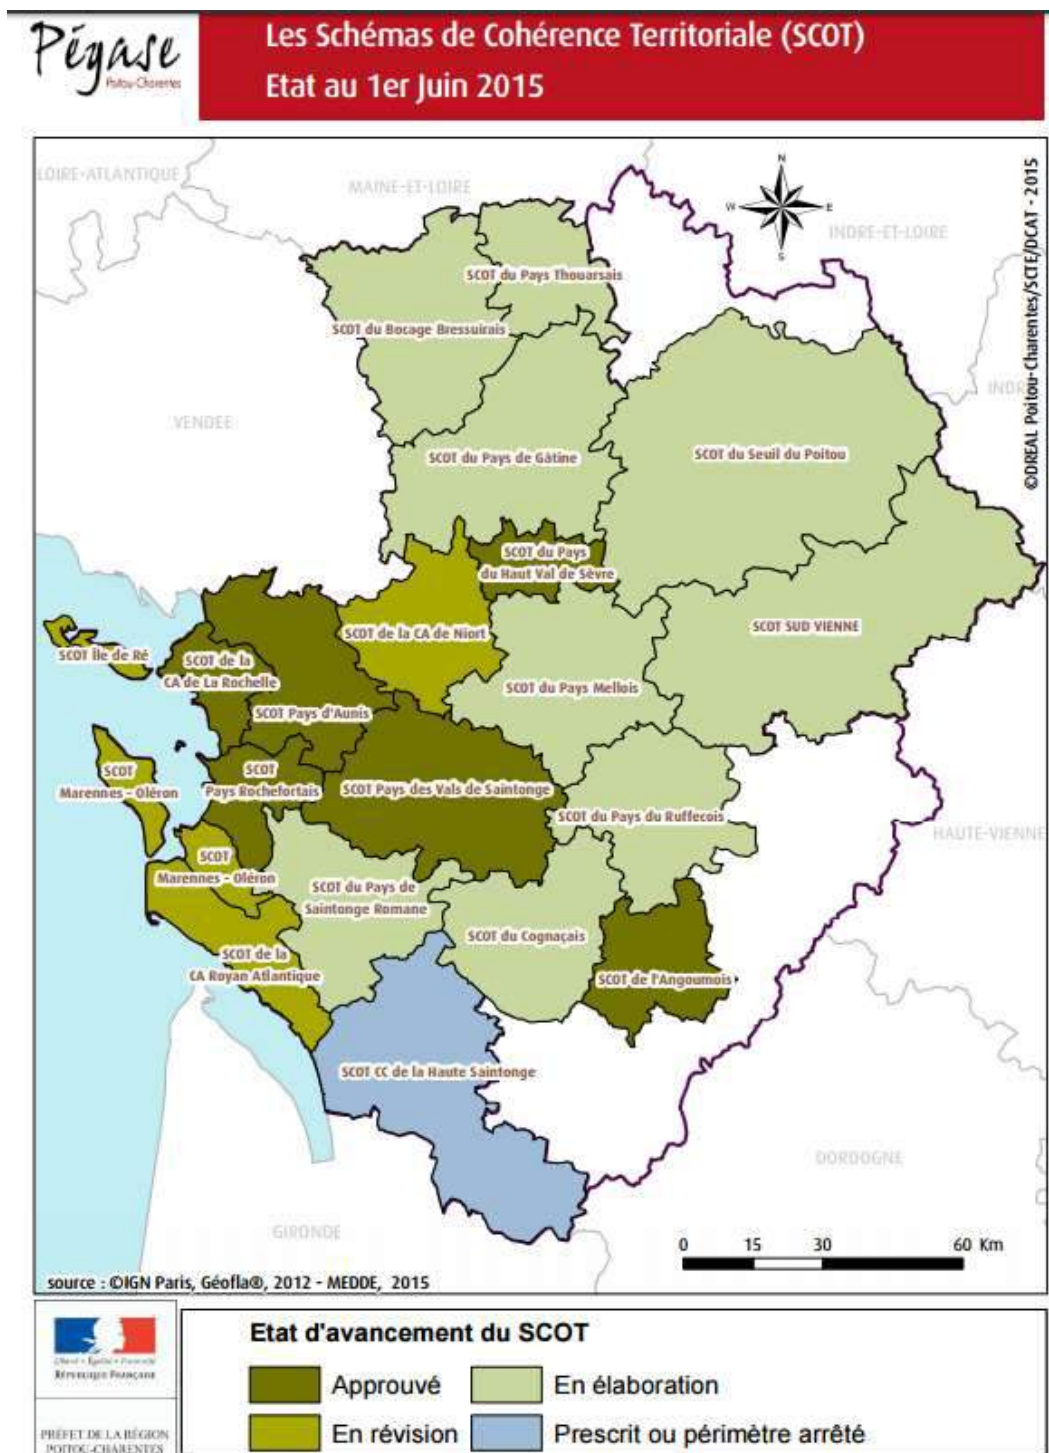 Pégase
Poitou-Charentes
Les Schémas de Cohérence Territoriale (SCOT)
Etat au 1er Juin 2015
LOIRE-ATLANTIQUE
MAINE-ET-LOIRE
N
W
E
S
INDRE-ET-LOIRE
©DREAL Poitou-Charentes/SCTE/DCAT - 2015
SCOT du Pays Thouarsais
SCOT du Bocage Bressuirais
INDRE
VENDEE
SCOT du Pays de Gâtine
SCOT du Seuil du Poitou
SCOT du Pays
du Haut Val de Sèvre
SCOT de la CA de Niort
SCOT SUD VIENNE
SCOT Île de Ré
SCOT de la
CA de La Rochelle
SCOT du Pays Mellois
SCOT Pays d'Aunis
SCOT
Marennes - Oléron
SCOT
Pays Rochefortais
SCOT Pays des Vals de Saintonge
SCOT du Pays du Ruffecois
HAUTE-VIENNE
SCOT
Marennes - Oléron
SCOT du Pays de
Saintonge Romane
SCOT du Cognaçais
SCOT de la
CA Royan Atlantique
SCOT de l'Angoumois
SCOT CC de la Haute Saintonge
DORDOGNE
GIRONDE
0 15 30 60 Km
source : ©IGN Paris, Géofla®, 2012 - MEDDE, 2015
Liberté • Égalité • Fraternité
RÉPUBLIQUE FRANÇAISE
PRÉFET DE LA RÉGION
POITOU-CHARENTES
Etat d'avancement du SCOT
Approuvé
En élaboration
En révision
Prescrit ou périmètre arrêté